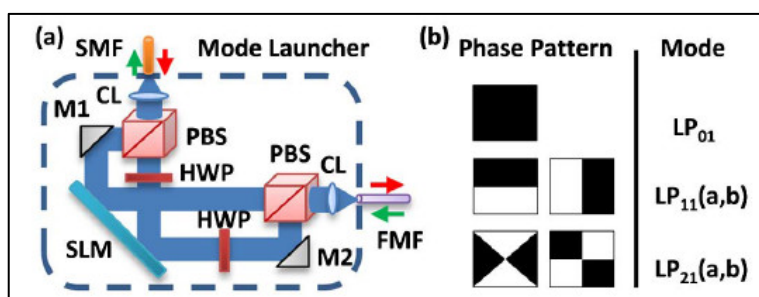 (a)
SMF
Mode Launcher
CL
M1
PBS
PBS
CL
HWP
HWP
SLM
M2
FMF
(b)
Phase Pattern
Mode
LP01
LP11(a,b)
LP21(a,b)